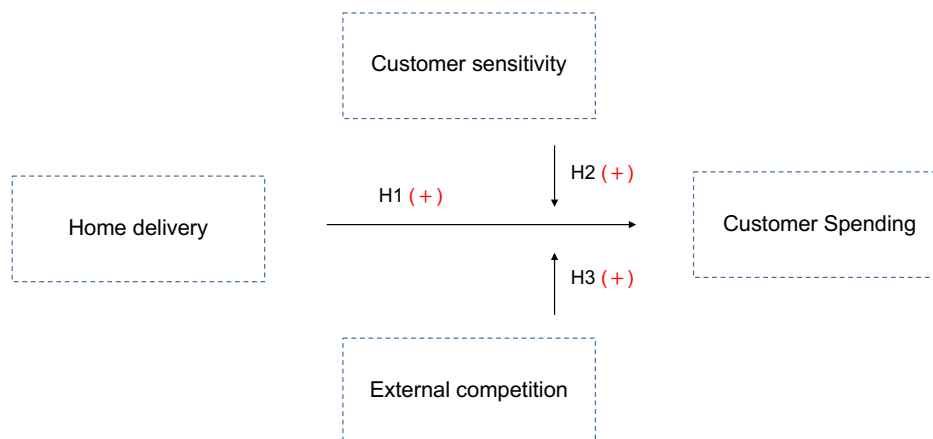 Customer sensitivity
H2 (+)
H1 (+)
Home delivery
Customer Spending
H3 (+)
External competition